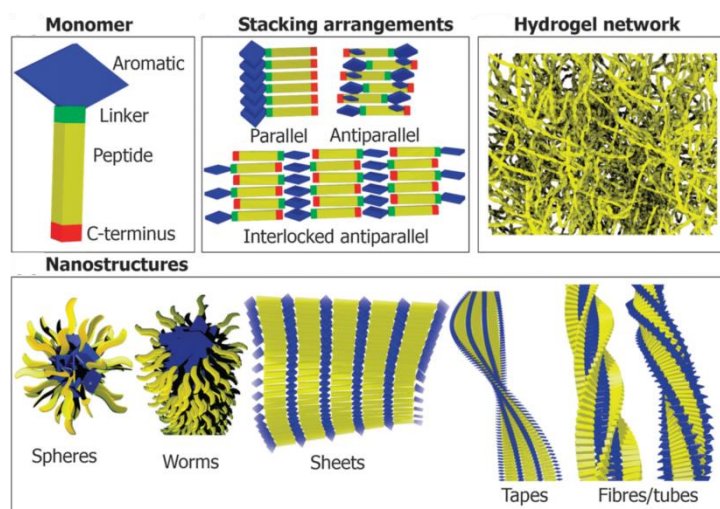 Monomer
Aromatic
Linker
Peptide
C-terminus
Stacking arrangements
Parallel Antiparallel
Interlocked antiparallel
Hydrogel network
Nanostructures
Spheres
Worms
Sheets
Tapes
Fibres/tubes